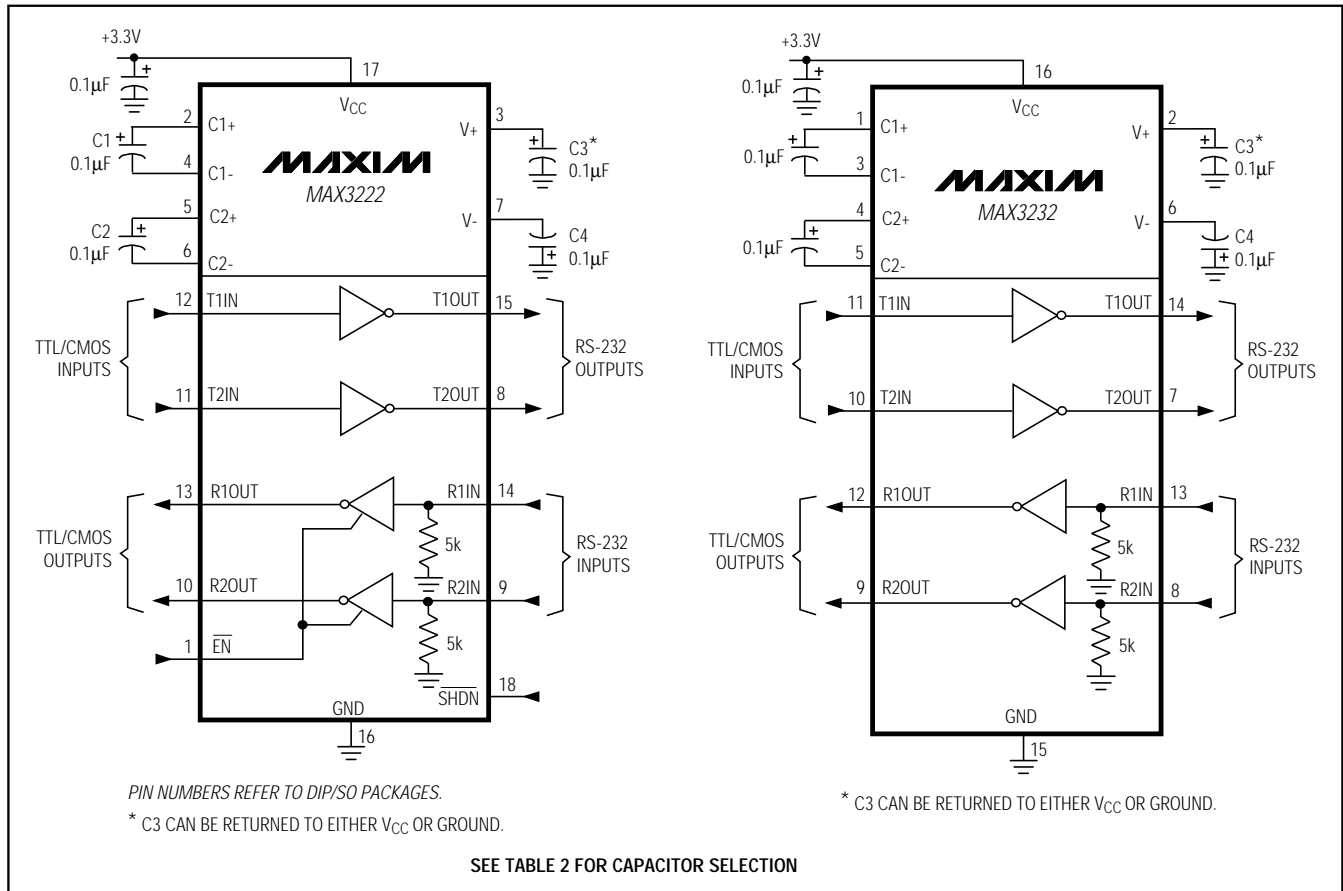 +3.3V
0.1µF
17
VCC
2 C1+
C1
0.1µF
4 C1-
5 C2+
C2
0.1µF
6 C2-
MAXIM
MAX3222
V+ 3
C3*
0.1µF
V- 7
C4
0.1µF
12 T1IN
T1OUT 15
TTL/CMOS
INPUTS
RS-232
OUTPUTS
11 T2IN
T2OUT 8
13 R1OUT
R1IN 14
5k
TTL/CMOS
OUTPUTS
RS-232
INPUTS
10 R2OUT
R2IN 9
5k
1 EN
SHDN 18
GND
16
PIN NUMBERS REFER TO DIP/SO PACKAGES.
* C3 CAN BE RETURNED TO EITHER VCC OR GROUND.
+3.3V
0.1µF
16
VCC
1 C1+
0.1µF
3 C1-
4 C2+
0.1µF
5 C2-
MAXIM
MAX3232
V+ 2
C3*
0.1µF
V- 6
C4
0.1µF
11 T1IN
T1OUT 14
TTL/CMOS
INPUTS
RS-232
OUTPUTS
10 T2IN
T2OUT 7
12 R1OUT
R1IN 13
5k
TTL/CMOS
OUTPUTS
RS-232
INPUTS
9 R2OUT
R2IN 8
5k
GND
15
* C3 CAN BE RETURNED TO EITHER VCC OR GROUND.
SEE TABLE 2 FOR CAPACITOR SELECTION